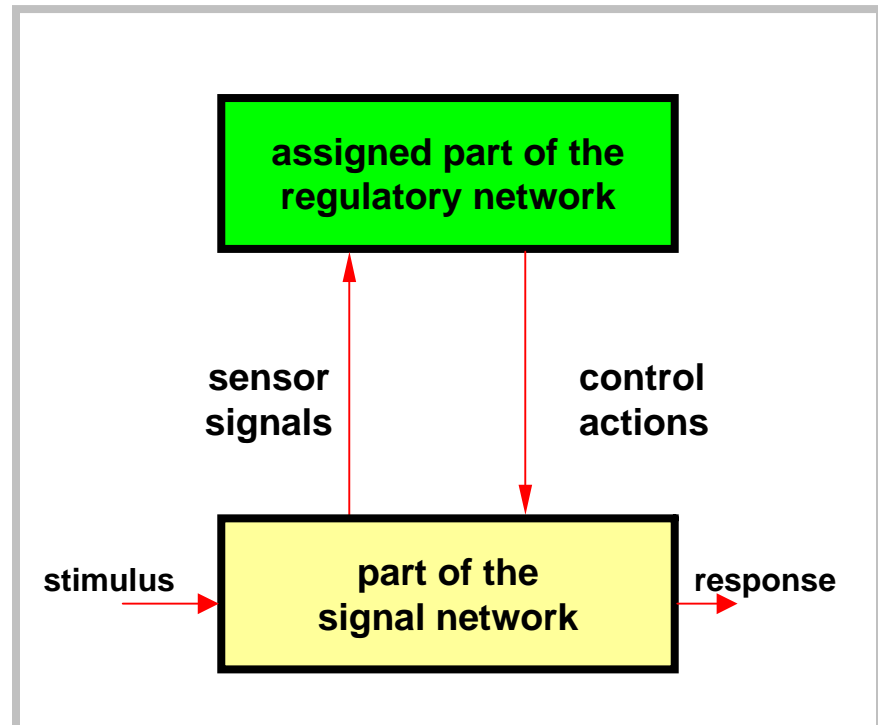 assigned part of the
regulatory network
sensor
signals
control
actions
stimulus
part of the
signal network
response